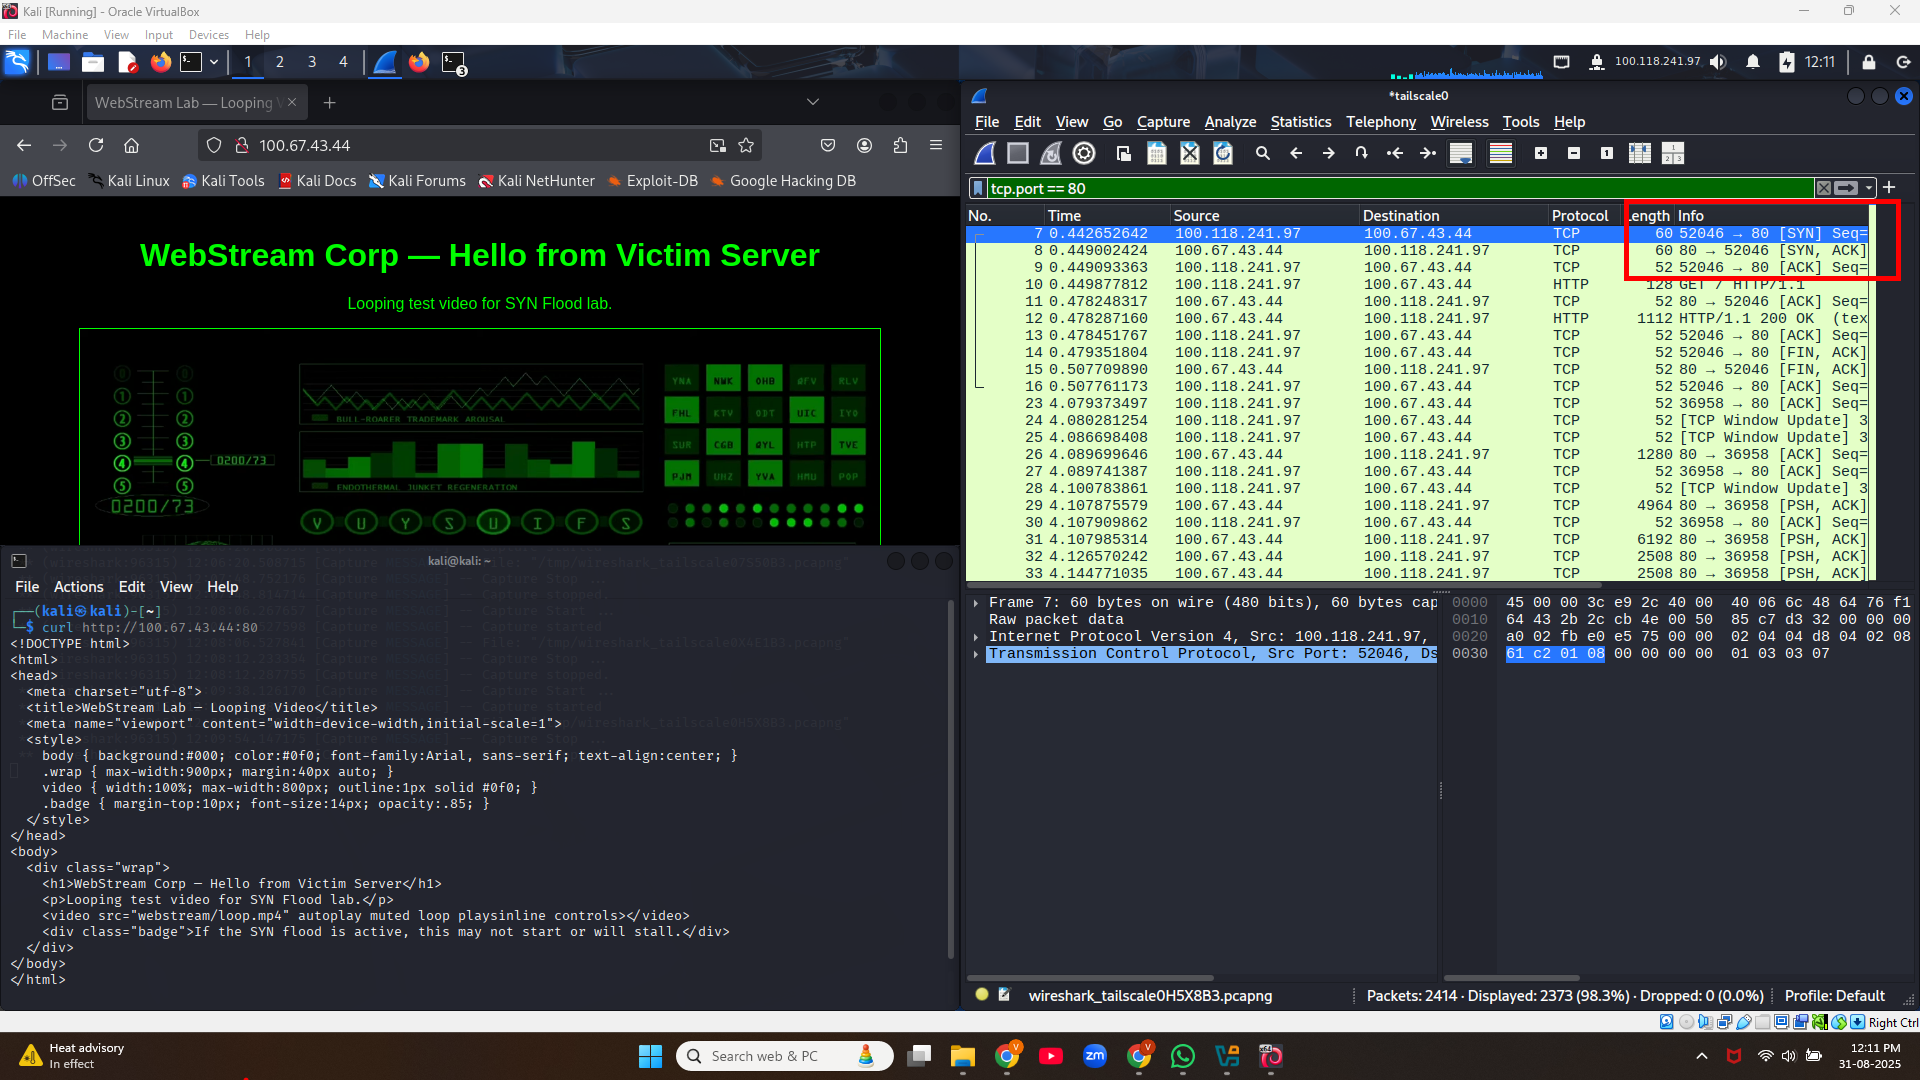 Kali [Running] - Oracle VirtualBox
File Machine View Input Devices Help
1 2 3 4 3 100.118.241.97 12:11
WebStream Lab — Looping V
100.67.43.44
OffSec Kali Linux Kali Tools Kali Docs Kali Forums Kali NetHunter Exploit-DB Google Hacking DB
WebStream Corp — Hello from Victim Server
Looping test video for SYN Flood lab.
BULL-ROARER TRADEMARK AROUSAL
ENDOTHERMAL JUNKET REGENERATION
0200/73
0200/73
V U Y S U I F S
YNA NWK OHB QFV RLV
FHL KTV ODT UIC IYO
SUR CGB QYL HTP TVE
PJM UHZ YVA HMU POP
kali@kali: ~
File Actions Edit View Help
┌──(kali㉿kali)-[~]
└─$ curl http://100.67.43.44:80
<!DOCTYPE html>
<html>
<head>
<meta charset="utf-8">
<title>WebStream Lab — Looping Video</title>
<meta name="viewport" content="width=device-width,initial-scale=1">
<style>
body { background:#000; color:#0f0; font-family:Arial, sans-serif; text-align:center; }
.wrap { max-width:900px; margin:40px auto; }
video { width:100%; max-width:800px; outline:1px solid #0f0; }
.badge { margin-top:10px; font-size:14px; opacity:.85; }
</style>
</head>
<body>
<div class="wrap">
<h1>WebStream Corp — Hello from Victim Server</h1>
<p>Looping test video for SYN Flood lab.</p>
<video src="webstream/loop.mp4" autoplay muted loop playsinline controls></video>
<div class="badge">If the SYN flood is active, this may not start or will stall.</div>
</div>
</body>
</html>
*tailscale0
File Edit View Go Capture Analyze Statistics Telephony Wireless Tools Help
tcp.port == 80
No. Time Source Destination Protocol Length Info
7 0.442652642 100.118.241.97 100.67.43.44 TCP 60 52046 → 80 [SYN] Seq=
8 0.449002424 100.67.43.44 100.118.241.97 TCP 60 80 → 52046 [SYN, ACK]
9 0.449093363 100.118.241.97 100.67.43.44 TCP 52 52046 → 80 [ACK] Seq=
10 0.449877812 100.118.241.97 100.67.43.44 HTTP 128 GET / HTTP/1.1
11 0.478248317 100.67.43.44 100.118.241.97 TCP 52 80 → 52046 [ACK] Seq=
12 0.478287160 100.67.43.44 100.118.241.97 HTTP 1112 HTTP/1.1 200 OK (tex
13 0.478451767 100.118.241.97 100.67.43.44 TCP 52 52046 → 80 [ACK] Seq=
14 0.479351804 100.118.241.97 100.67.43.44 TCP 52 52046 → 80 [FIN, ACK]
15 0.507709890 100.67.43.44 100.118.241.97 TCP 52 80 → 52046 [FIN, ACK]
16 0.507761173 100.118.241.97 100.67.43.44 TCP 52 52046 → 80 [ACK] Seq=
23 4.079373497 100.118.241.97 100.67.43.44 TCP 52 36958 → 80 [ACK] Seq=
24 4.080281254 100.118.241.97 100.67.43.44 TCP 52 [TCP Window Update] 3
25 4.086698408 100.118.241.97 100.67.43.44 TCP 52 [TCP Window Update] 3
26 4.089699646 100.67.43.44 100.118.241.97 TCP 1280 80 → 36958 [ACK] Seq=
27 4.089741387 100.118.241.97 100.67.43.44 TCP 52 36958 → 80 [ACK] Seq=
28 4.100783861 100.118.241.97 100.67.43.44 TCP 52 [TCP Window Update] 3
29 4.107875579 100.67.43.44 100.118.241.97 TCP 4964 80 → 36958 [PSH, ACK]
30 4.107909862 100.118.241.97 100.67.43.44 TCP 52 36958 → 80 [ACK] Seq=
31 4.107985314 100.67.43.44 100.118.241.97 TCP 6192 80 → 36958 [PSH, ACK]
32 4.126570242 100.67.43.44 100.118.241.97 TCP 2508 80 → 36958 [PSH, ACK]
33 4.144771035 100.67.43.44 100.118.241.97 TCP 2508 80 → 36958 [PSH, ACK]
Frame 7: 60 bytes on wire (480 bits), 60 bytes cap
Raw packet data
Internet Protocol Version 4, Src: 100.118.241.97,
Transmission Control Protocol, Src Port: 52046, Ds
0000 45 00 00 3c e9 2c 40 00 40 06 6c 48 64 76 f1
0010 64 43 2b 2c cb 4e 00 50 85 c7 d3 32 00 00 00
0020 a0 02 fb e0 e5 75 00 00 02 04 04 d8 04 02 08
0030 61 c2 01 08 00 00 00 00 01 03 03 07
wireshark_tailscale0H5X8B3.pcapng Packets: 2414 · Displayed: 2373 (98.3%) · Dropped: 0 (0.0%) Profile: Default
Right Ctrl
Heat advisory
In effect
Search web & PC
12:11 PM
31-08-2025